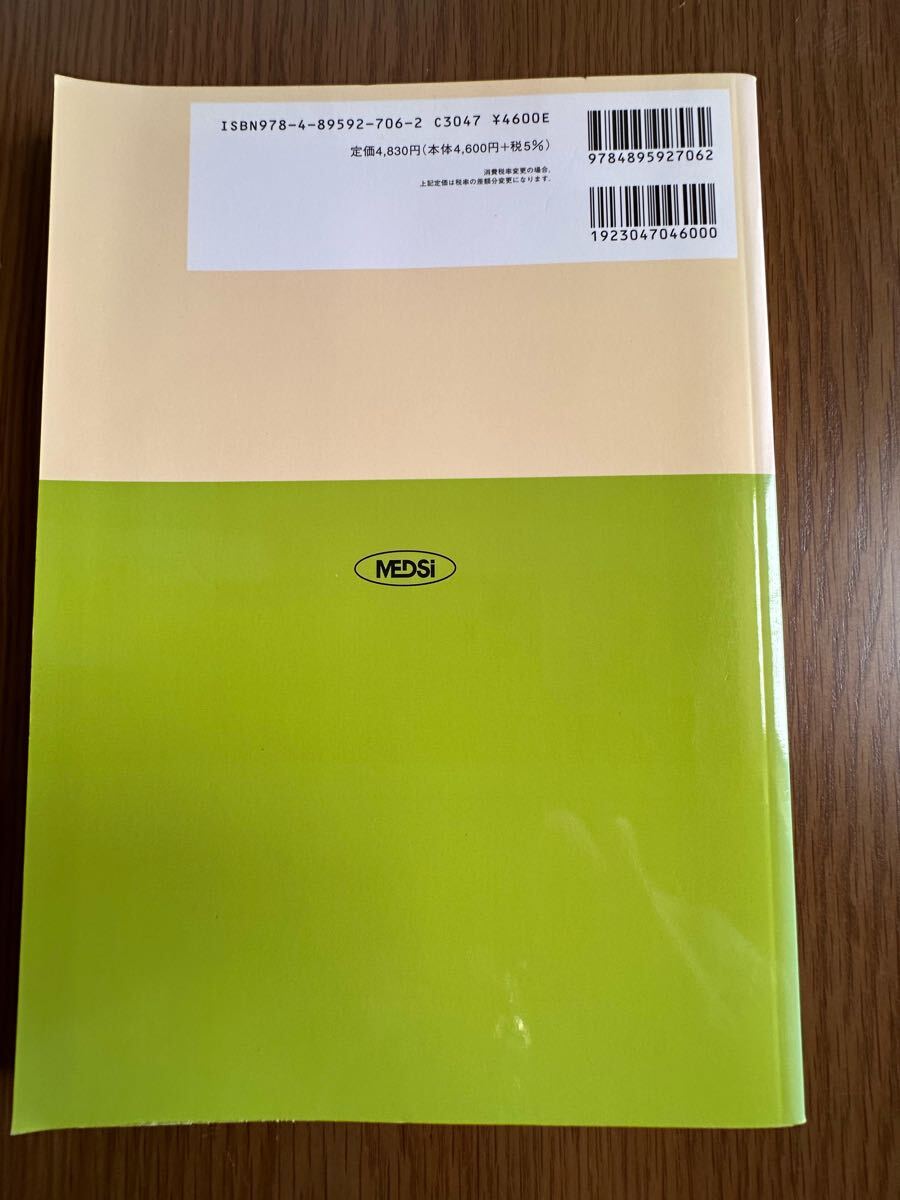 ISBN978-4-89592-706-2 C3047 ¥4600E
定価4,830円(本体4,600円+税5%)
消費税率変更の場合,
上記定価は税率の差額分変更になります.
9784895927062
1923047046000
MEDSi